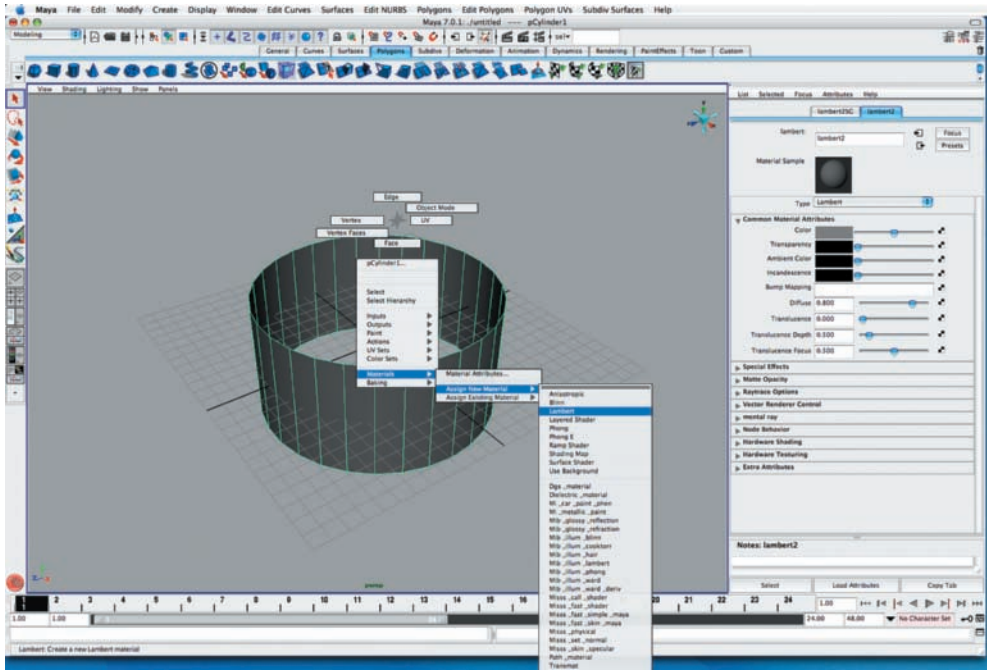 Maya File Edit Modify Create Display Window Edit Curves Surfaces Edit NURBS Polygons Edit Polygons Polygon UVs Subdiv Surfaces Help
Maya 7.0.1: ./untitled ---- pCylinder1
Modeling
sel*
General Curves Surfaces Polygons Subdivs Deformation Animation Dynamics Rendering PaintEffects Toon Custom
View Shading Lighting Show Panels
List Selected Focus Attributes Help
lambert2SG lambert2
lambert: lambert2
Focus
Presets
Material Sample
Type Lambert
Common Material Attributes
Color
Transparency
Ambient Color
Incandescence
Bump Mapping
Diffuse 0.800
Translucence 0.000
Translucence Depth 0.500
Translucence Focus 0.500
Special Effects
Matte Opacity
Raytrace Options
Vector Renderer Control
mental ray
Node Behavior
Hardware Shading
Hardware Texturing
Extra Attributes
Notes: lambert2
Select Load Attributes Copy Tab
Edge
Object Mode
Vertex UV
Vertex Faces
Face
pCylinder1...
Select
Select Hierarchy
Inputs
Outputs
Paint
Actions
UV Sets
Color Sets
Materials
Baking
Material Attributes...
Assign New Material
Assign Existing Material
Anisotropic
Blinn
Lambert
Layered Shader
Phong
Phong E
Ramp Shader
Shading Map
Surface Shader
Use Background
Dgs_material
Dielectric_material
Mi_car_paint_phen
Mi_metallic_paint
Mib_glossy_reflection
Mib_glossy_refraction
Mib_illum_blinn
Mib_illum_cooktorr
Mib_illum_hair
Mib_illum_lambert
Mib_illum_phong
Mib_illum_ward
Mib_illum_ward_deriv
Misss_call_shader
Misss_fast_shader
Misss_fast_simple_maya
Misss_fast_skin_maya
Misss_physical
Misss_set_normal
Misss_skin_specular
Path_material
Transmat
persp
2 3 4 5 6 7 8 9 10 11 12 13 14 15 16 20 21 22 23 24
1.00
1.00 1.00 24.00 48.00 No Character Set
Lambert: Create a new Lambert material